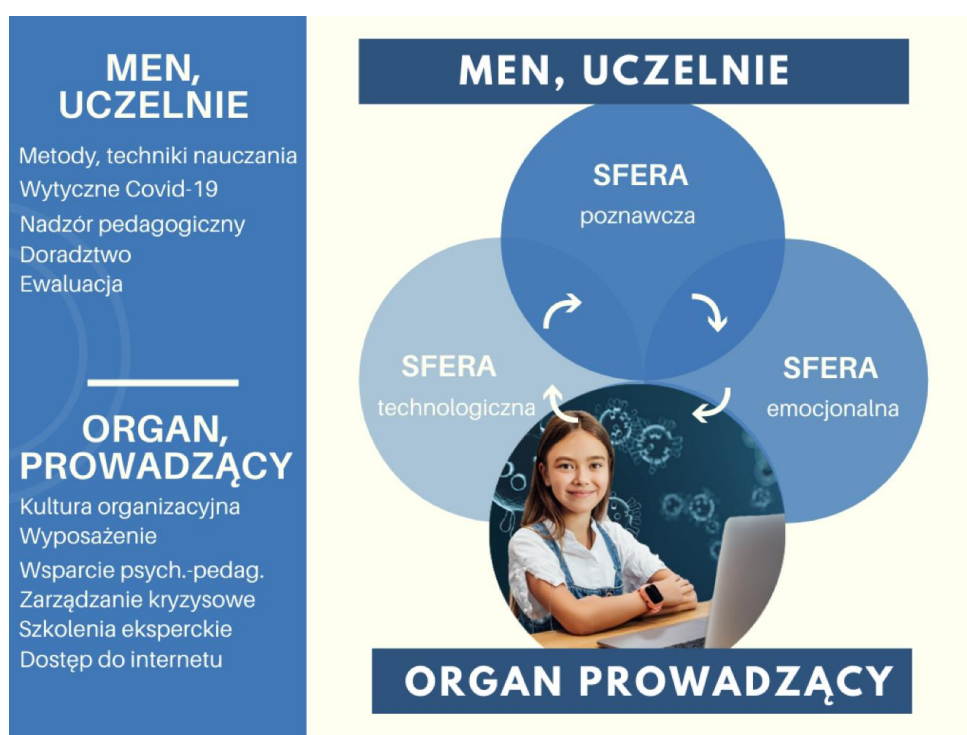 MEN,
UCZELNIE
Metody, techniki nauczania
Wytyczne Covid-19
Nadzór pedagogiczny
Doradztwo
Ewaluacja
ORGAN,
PROWADZĄCY
Kultura organizacyjna
Wyposażenie
Wsparcie psych.-pedag.
Zarządzanie kryzysowe
Szkolenia eksperckie
Dostęp do internetu
MEN, UCZELNIE
SFERA
poznawcza
SFERA
technologiczna
SFERA
emocjonalna
ORGAN PROWADZĄCY